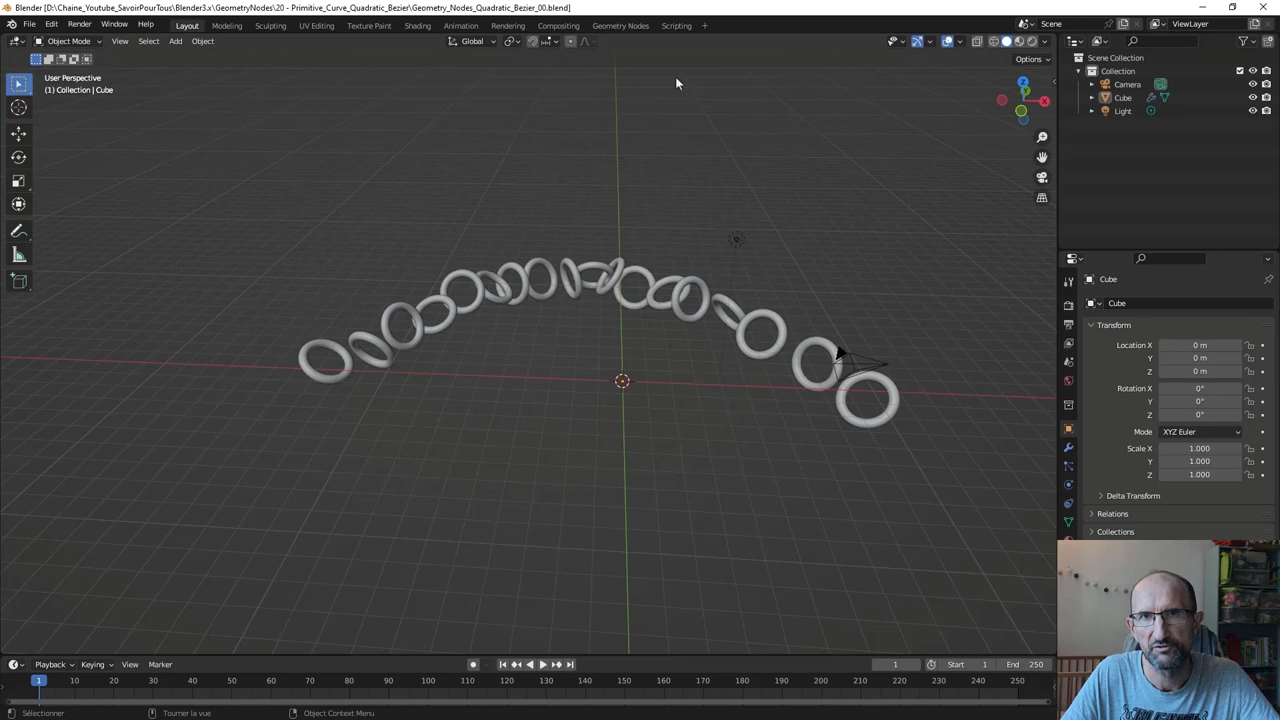 Blender [D:\Chaine_Youtube_SavoirPourTous\Blender3.x\GeometryNodes\20 - Primitive_Curve_Quadratic_Bezier\Geometry_Nodes_Quadratic_Bezier_00.blend]
File Edit Render Window Help Layout Modeling Sculpting UV Editing Texture Paint Shading Animation Rendering Compositing Geometry Nodes Scripting + Scene ViewLayer
Object Mode View Select Add Object Global
Options
User Perspective
(1) Collection | Cube
Z
Y
X
Scene Collection
Collection
Camera
Cube
Light
Cube
Cube
Transform
Location X 0 m
Y 0 m
Z 0 m
Rotation X 0°
Y 0°
Z 0°
Mode XYZ Euler
Scale X 1.000
Y 1.000
Z 1.000
Delta Transform
Relations
Collections
Playback Keying View Marker 1 Start 1 End 250
1 10 20 30 40 50 60 70 80 90 100 110 120 130 140 150 160 170 180 190 200 210 220 230 240 250
Sélectionner Tourner la vue Object Context Menu